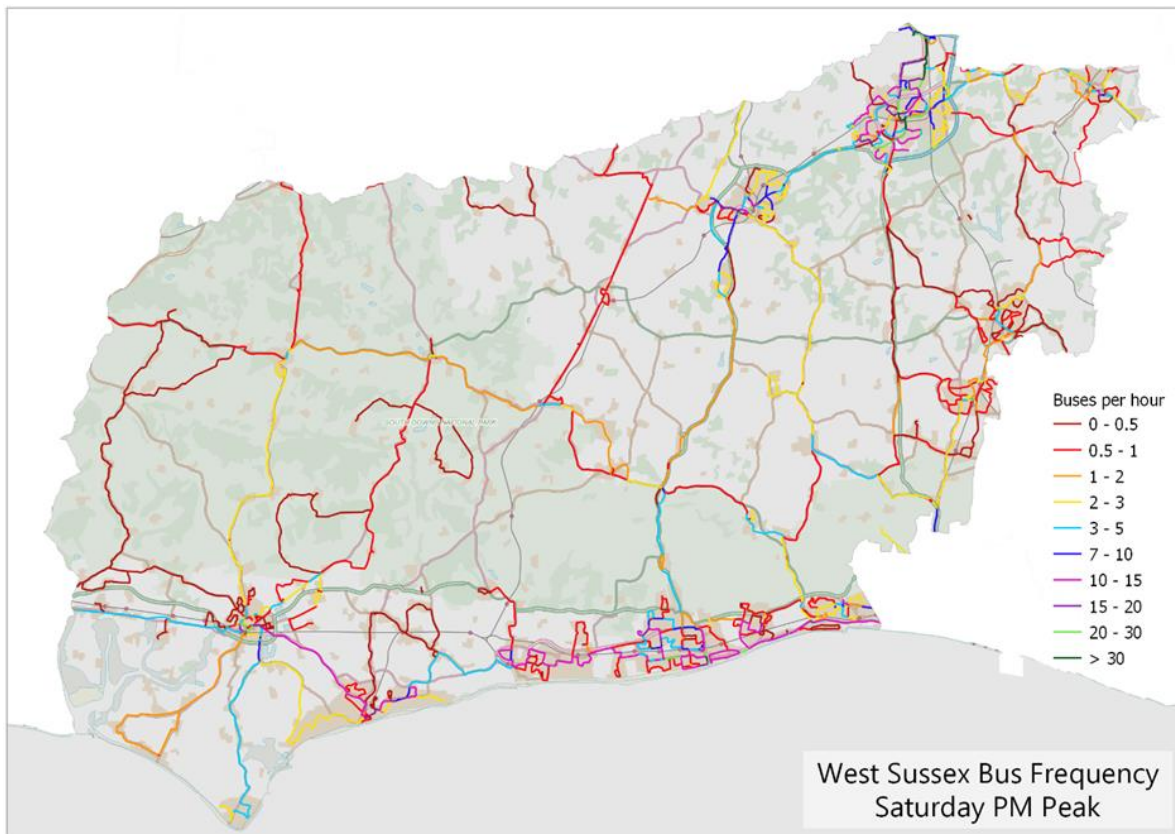 SOUTH DOWNS NATIONAL PARK
Buses per hour
0 - 0.5
0.5 - 1
1 - 2
2 - 3
3 - 5
7 - 10
10 - 15
15 - 20
20 - 30
> 30
West Sussex Bus Frequency
Saturday PM Peak